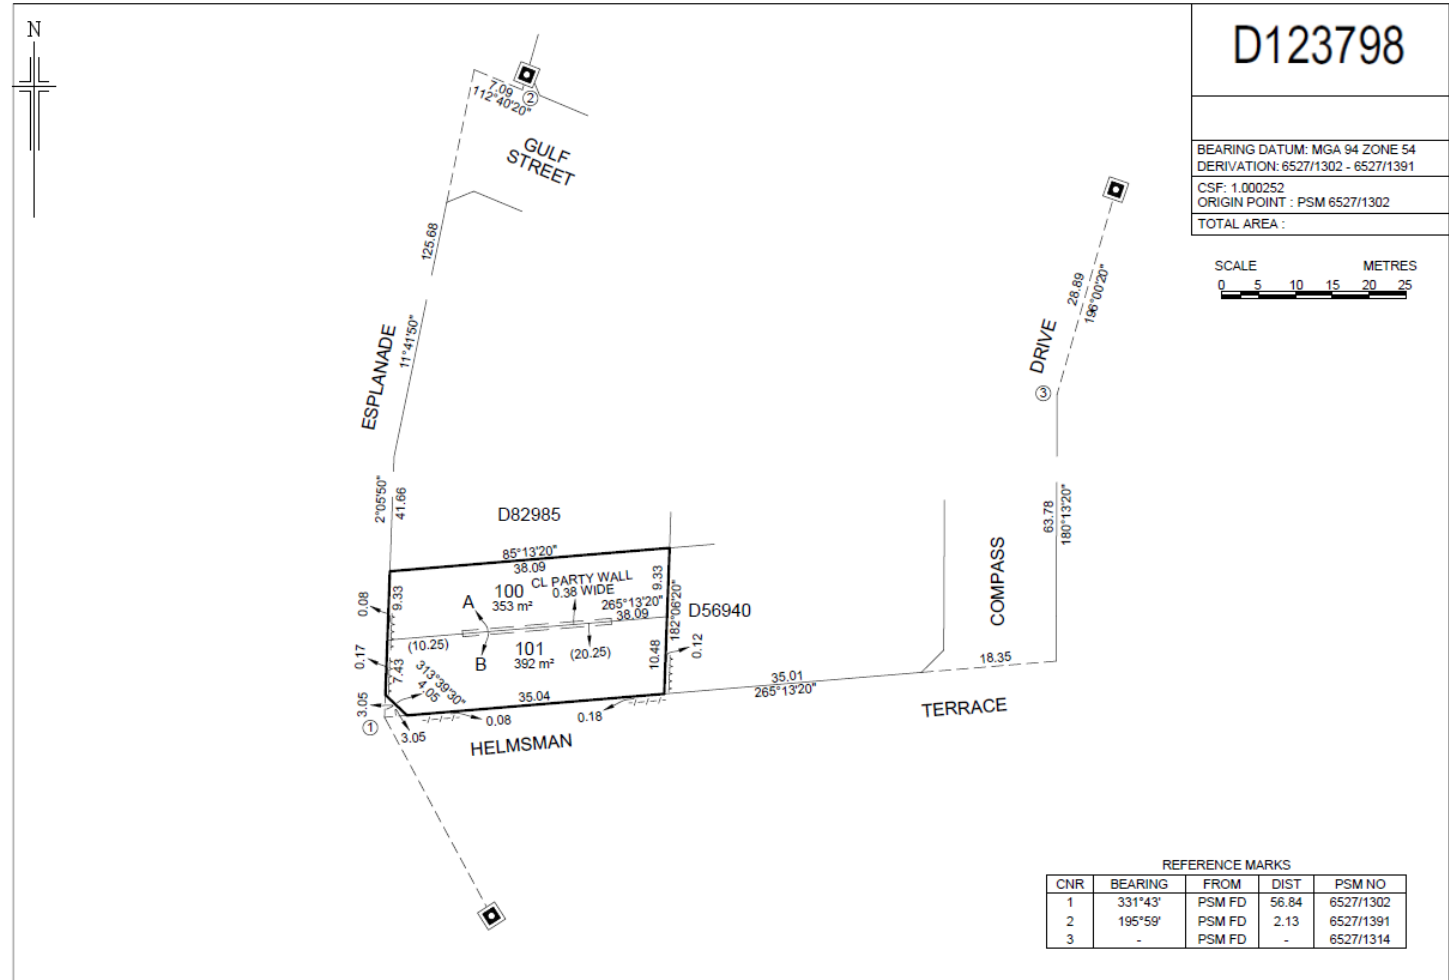 N
D123798
BEARING DATUM: MGA 94 ZONE 54
DERIVATION: 6527/1302 - 6527/1391
CSF: 1.000252
ORIGIN POINT : PSM 6527/1302
TOTAL AREA :
SCALE METRES
0 5 10 15 20 25
7.09
112°40'20"
2
GULF
STREET
125.68
ESPLANADE
11°41'50"
28.89
196°00'20"
DRIVE
3
2°05'50"
41.66
D82985
63.78
180°13'20"
COMPASS
85°13'20"
38.09
100
353 m²
CL PARTY WALL
0.38 WIDE
A
265°13'20"
38.09
9.33
9.33
0.08
182°06'20"
D56940
(10.25)
101
392 m²
B
(20.25)
10.48
0.12
0.17
7.43
313°39'30"
4.05
35.04
35.01
265°13'20"
18.35
TERRACE
3.05
1
3.05
0.08
0.18
HELMSMAN
REFERENCE MARKS
CNR BEARING FROM DIST PSM NO
1 331°43' PSM FD 56.84 6527/1302
2 195°59' PSM FD 2.13 6527/1391
3 - PSM FD - 6527/1314